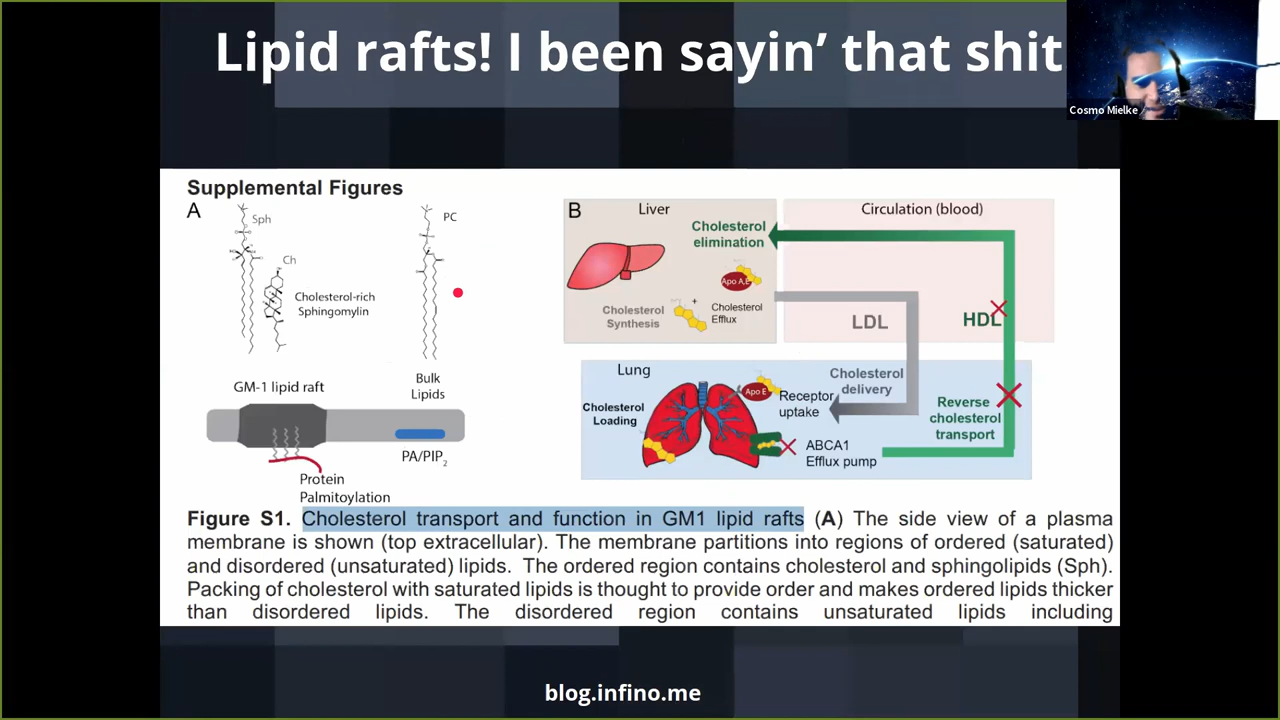 Lipid rafts! I been sayin’ that shit
Cosmo Mielke
Supplemental Figures
A
Sph
PC
Ch
Cholesterol-rich
Sphingomylin
GM-1 lipid raft
Bulk
Lipids
PA/PIP2
Protein
Palmitoylation
B
Liver
Circulation (blood)
Cholesterol
elimination
Apo A,E
Cholesterol
Synthesis
+
Cholesterol
Efflux
LDL
HDL
Lung
Cholesterol
Loading
Apo E
Receptor
uptake
Cholesterol
delivery
Reverse
cholesterol
transport
ABCA1
Efflux pump
Figure S1. Cholesterol transport and function in GM1 lipid rafts (A) The side view of a plasma
membrane is shown (top extracellular). The membrane partitions into regions of ordered (saturated)
and disordered (unsaturated) lipids. The ordered region contains cholesterol and sphingolipids (Sph).
Packing of cholesterol with saturated lipids is thought to provide order and makes ordered lipids thicker
than disordered lipids. The disordered region contains unsaturated lipids including
blog.infino.me